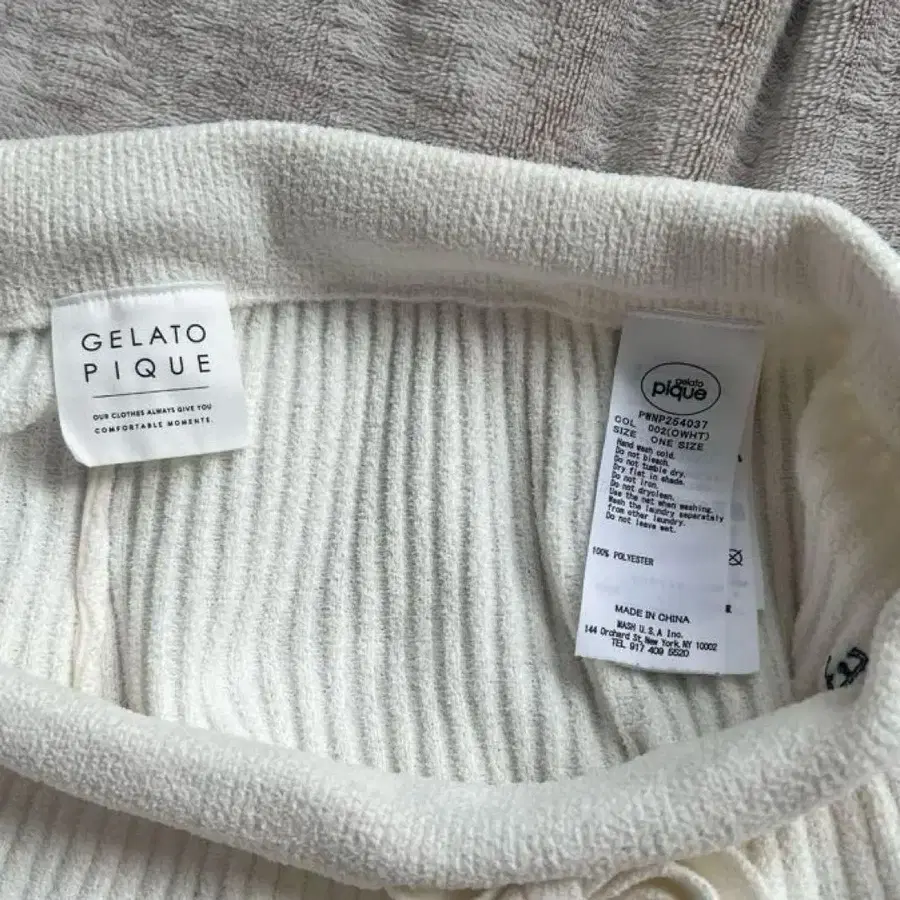 GELATO
PIQUE
OUR CLOTHES ALWAYS GIVE YOU
COMFORTABLE MOMENTS.
gelato
pique
PWNP264037
COL 002(OWHT)
SIZE ONE SIZE
Hand wash cold.
Do not bleach.
Do not tumble dry.
Dry flat in shade.
Do not iron.
Do not dryclean.
Use the net when washing.
Wash the laundry separately
from other laundry.
Do not leave wet.
100% POLYESTER
MADE IN CHINA
MASH U.S.A Inc.
144 Orchard St, New York, NY 10002
TEL 917 409 5520